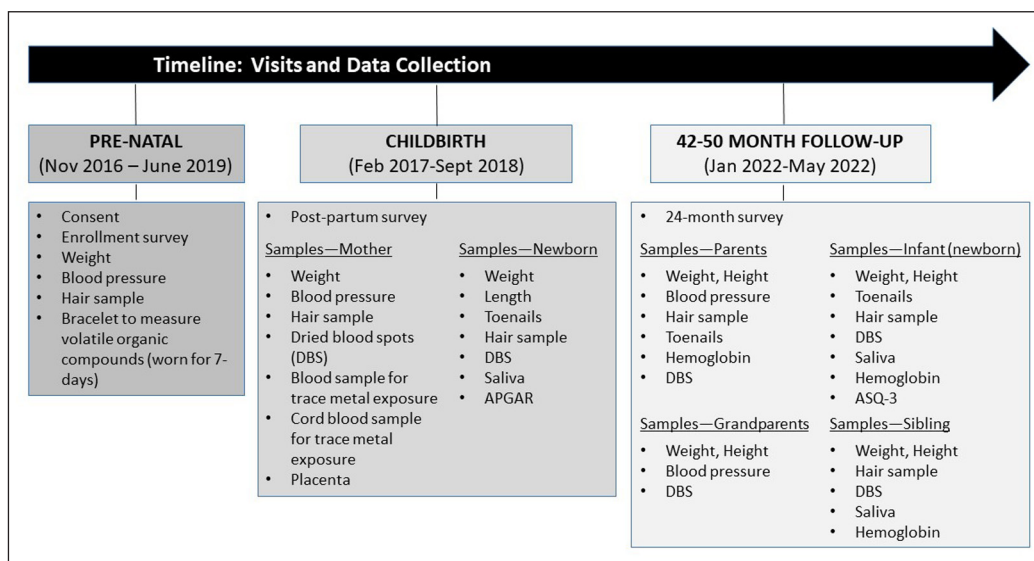 Timeline: Visits and Data Collection
PRE-NATAL
(Nov 2016 – June 2019)
• Consent
• Enrollment survey
• Weight
• Blood pressure
• Hair sample
• Bracelet to measure
volatile organic
compounds (worn for 7-
days)
CHILDBIRTH
(Feb 2017-Sept 2018)
• Post-partum survey
Samples—Mother
• Weight
• Blood pressure
• Hair sample
• Dried blood spots
(DBS)
• Blood sample for
trace metal exposure
• Cord blood sample
for trace metal
exposure
• Placenta
Samples—Newborn
• Weight
• Length
• Toenails
• Hair sample
• DBS
• Saliva
• APGAR
42-50 MONTH FOLLOW-UP
(Jan 2022-May 2022)
• 24-month survey
Samples—Parents
• Weight, Height
• Blood pressure
• Hair sample
• Toenails
• Hemoglobin
• DBS
Samples—Infant (newborn)
• Weight, Height
• Toenails
• Hair sample
• DBS
• Saliva
• Hemoglobin
• ASQ-3
Samples—Grandparents
• Weight, Height
• Blood pressure
• DBS
Samples—Sibling
• Weight, Height
• Hair sample
• DBS
• Saliva
• Hemoglobin